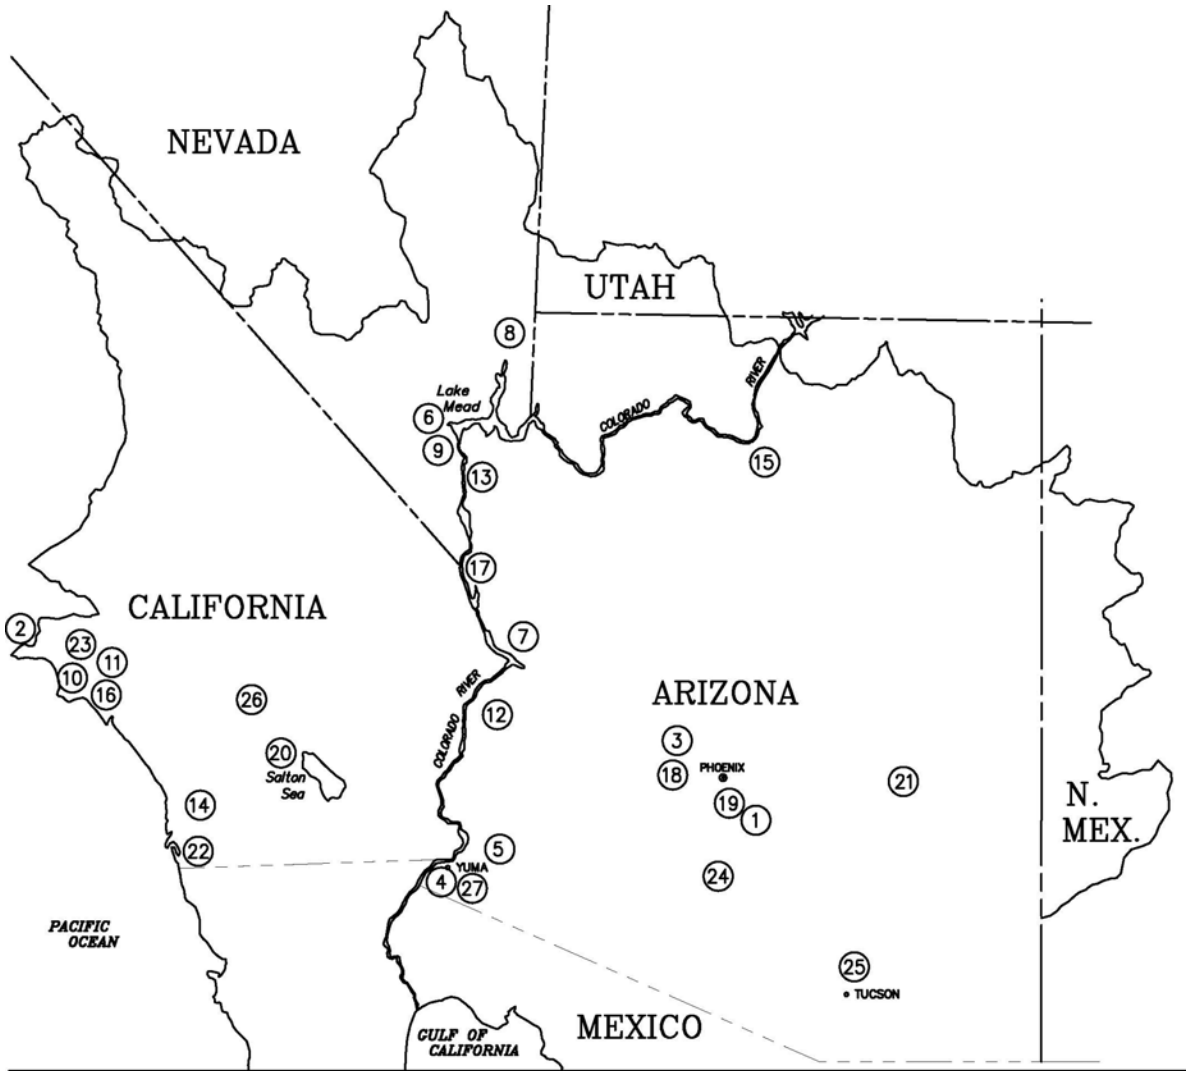 NEVADA
UTAH
8
Lake
Mead
6
9
COLORADO
RIVER
15
13
17
CALIFORNIA
2
23
11
10
16
7
26
RIVER
COLORADO
12
ARIZONA
3
18
PHOENIX
19
1
21
N.
MEX.
20
Salton
Sea
14
22
5
YUMA
4
27
24
PACIFIC
OCEAN
25
TUCSON
MEXICO
GULF OF
CALIFORNIA